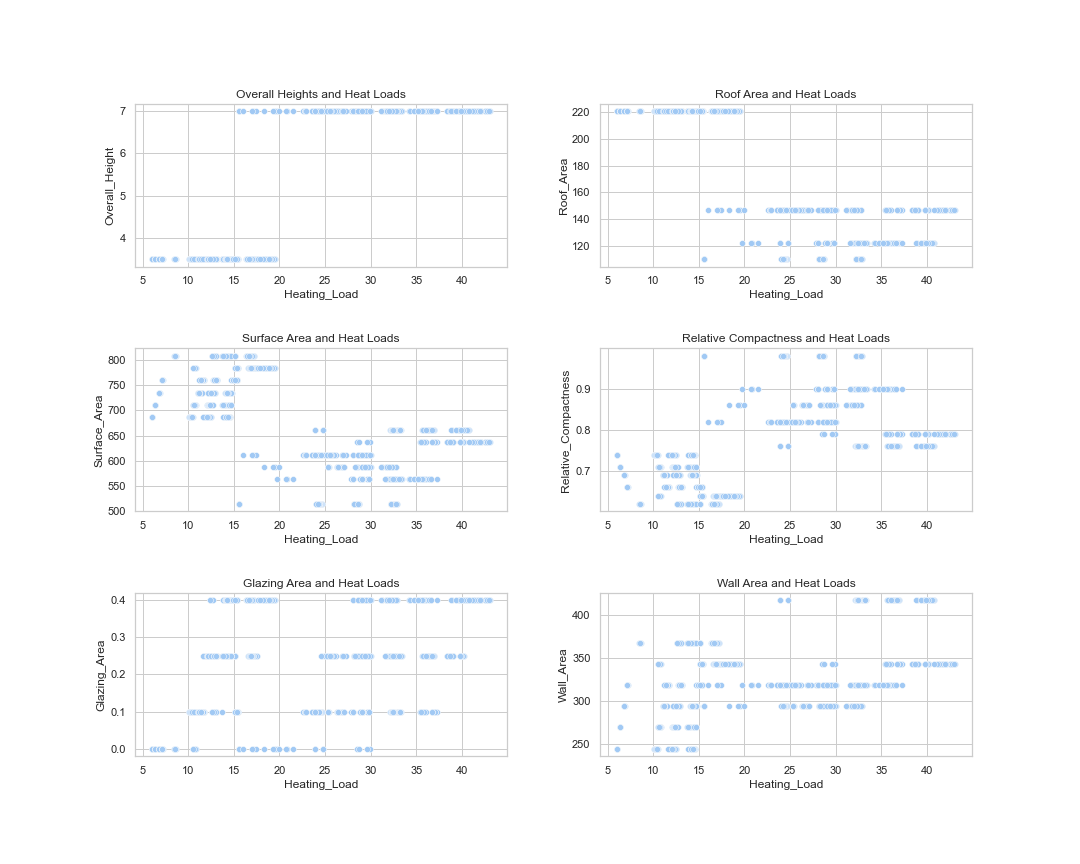 Overall Heights and Heat Loads
7
6
5
4
Overall_Height
5 10 15 20 25 30 35 40
Heating_Load
Roof Area and Heat Loads
220
200
180
160
140
120
Roof_Area
5 10 15 20 25 30 35 40
Heating_Load
Surface Area and Heat Loads
800
750
700
650
600
550
500
Surface_Area
5 10 15 20 25 30 35 40
Heating_Load
Relative Compactness and Heat Loads
0.9
0.8
0.7
Relative_Compactness
5 10 15 20 25 30 35 40
Heating_Load
Glazing Area and Heat Loads
0.4
0.3
0.2
0.1
0.0
Glazing_Area
5 10 15 20 25 30 35 40
Heating_Load
Wall Area and Heat Loads
400
350
300
250
Wall_Area
5 10 15 20 25 30 35 40
Heating_Load